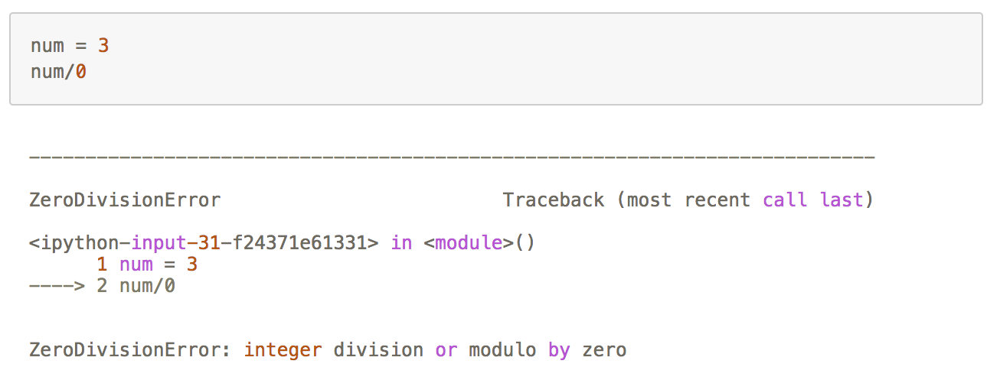 num = 3
num/0
---------------------------------------------------------------------------
ZeroDivisionError                         Traceback (most recent call last)
<ipython-input-31-f24371e61331> in <module>()
      1 num = 3
----> 2 num/0
ZeroDivisionError: integer division or modulo by zero